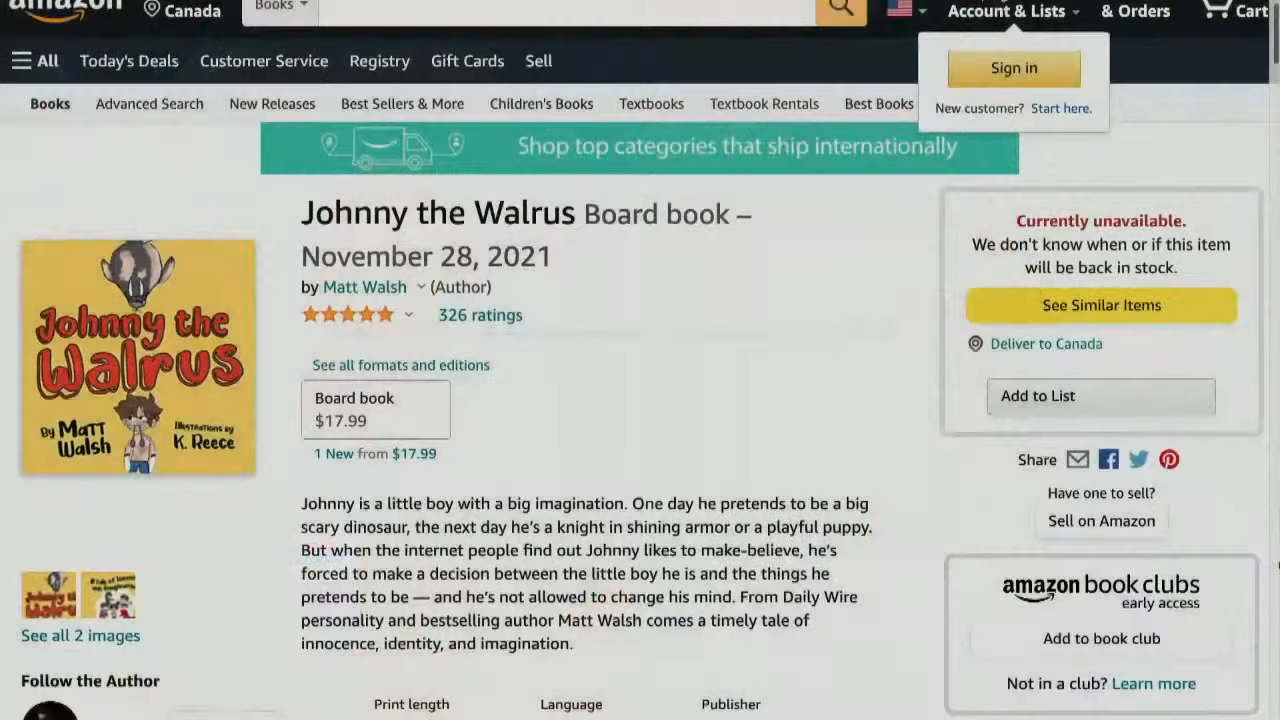 amazon
Canada
Books
Account & Lists
& Orders
Cart
All Today's Deals Customer Service Registry Gift Cards Sell
Sign in
New customer? Start here.
Books Advanced Search New Releases Best Sellers & More Children's Books Textbooks Textbook Rentals Best Books
Shop top categories that ship internationally
Johnny the Walrus Board book –
November 28, 2021
by Matt Walsh (Author)
326 ratings
See all formats and editions
Board book
$17.99
1 New from $17.99
Johnny the
Walrus
By Matt
Walsh
Illustrations by
K. Reece
Johnny is a little boy with a big imagination. One day he pretends to be a big
scary dinosaur, the next day he's a knight in shining armor or a playful puppy.
But when the internet people find out Johnny likes to make-believe, he's
forced to make a decision between the little boy he is and the things he
pretends to be — and he's not allowed to change his mind. From Daily Wire
personality and bestselling author Matt Walsh comes a timely tale of
innocence, identity, and imagination.
See all 2 images
Follow the Author
Print length Language Publisher
Currently unavailable.
We don't know when or if this item
will be back in stock.
See Similar Items
Deliver to Canada
Add to List
Share
Have one to sell?
Sell on Amazon
amazon book clubs
early access
Add to book club
Not in a club? Learn more